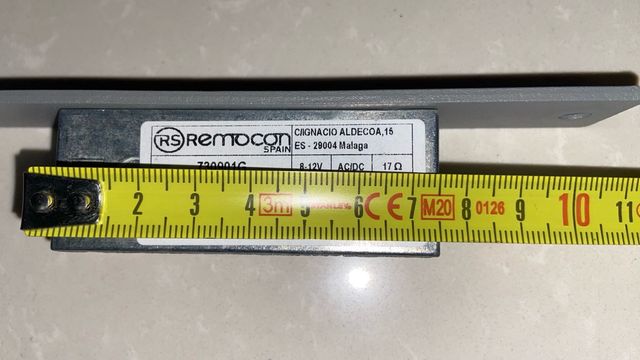 RS REMOCON SPAIN
C/IGNACIO ALDECOA,15
ES - 29004 Malaga
8-12V AC/DC 17 Ω
2 3 4 3m 5 STANLEY 6 CE 7 M20 8 0126 9 10 11